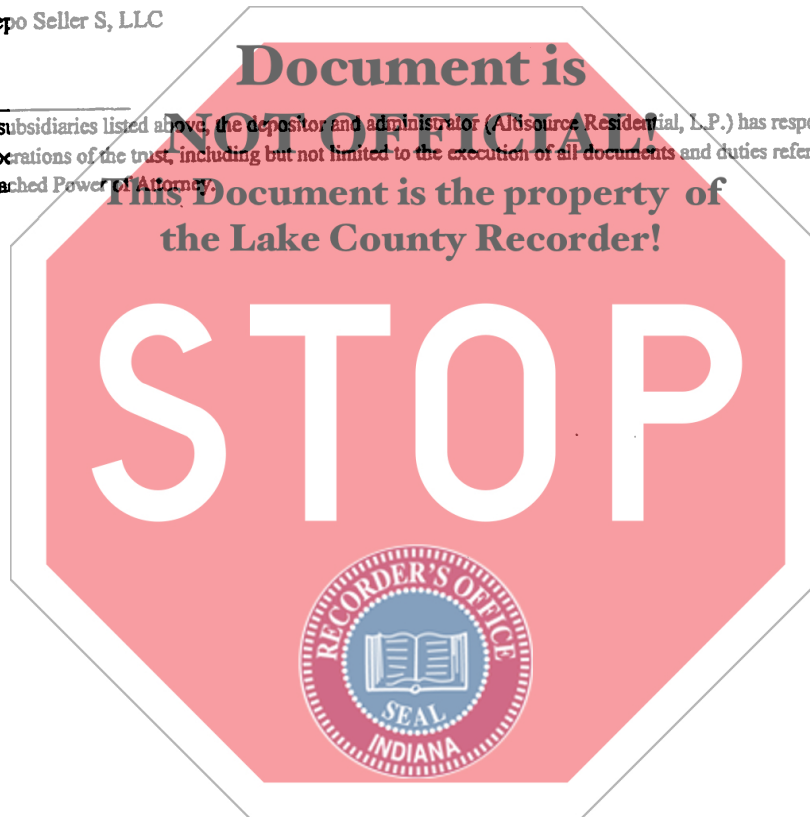 epo Seller S, LLC
Document is
subsidiaries listed above, the depositor and administrator (Altisource Residential, L.P.) has respo
NOT OFFICIAL!
erations of the trust, including but not limited to the execution of all documents and duties refer
ached Power of Attorney.
This Document is the property of
the Lake County Recorder!
STOP
RECORDER'S OFFICE
SEAL
INDIANA